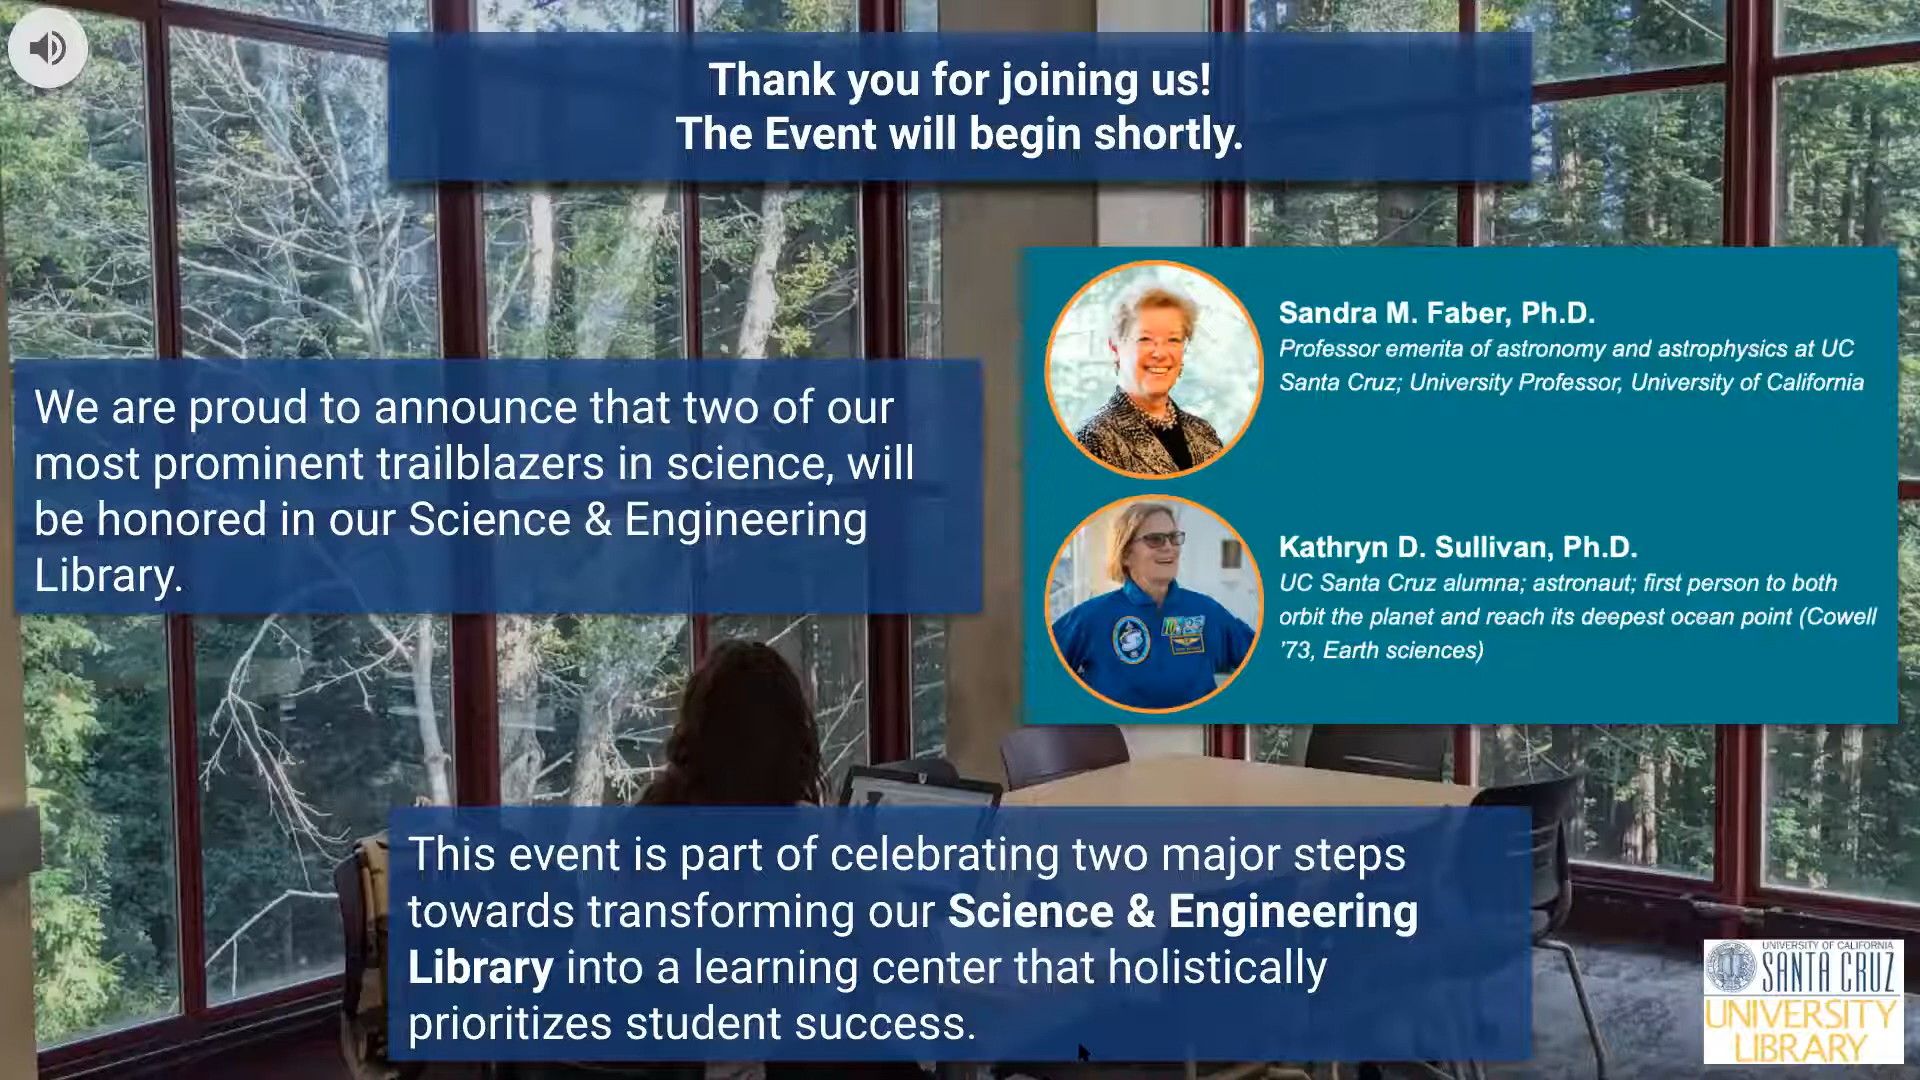 Thank you for joining us!
The Event will begin shortly.
We are proud to announce that two of our
most prominent trailblazers in science, will
be honored in our Science & Engineering
Library.
Sandra M. Faber, Ph.D.
Professor emerita of astronomy and astrophysics at UC
Santa Cruz; University Professor, University of California
Kathryn D. Sullivan, Ph.D.
UC Santa Cruz alumna; astronaut; first person to both
orbit the planet and reach its deepest ocean point (Cowell
’73, Earth sciences)
This event is part of celebrating two major steps
towards transforming our Science & Engineering
Library into a learning center that holistically
prioritizes student success.
UNIVERSITY OF CALIFORNIA
SANTA CRUZ
UNIVERSITY
LIBRARY